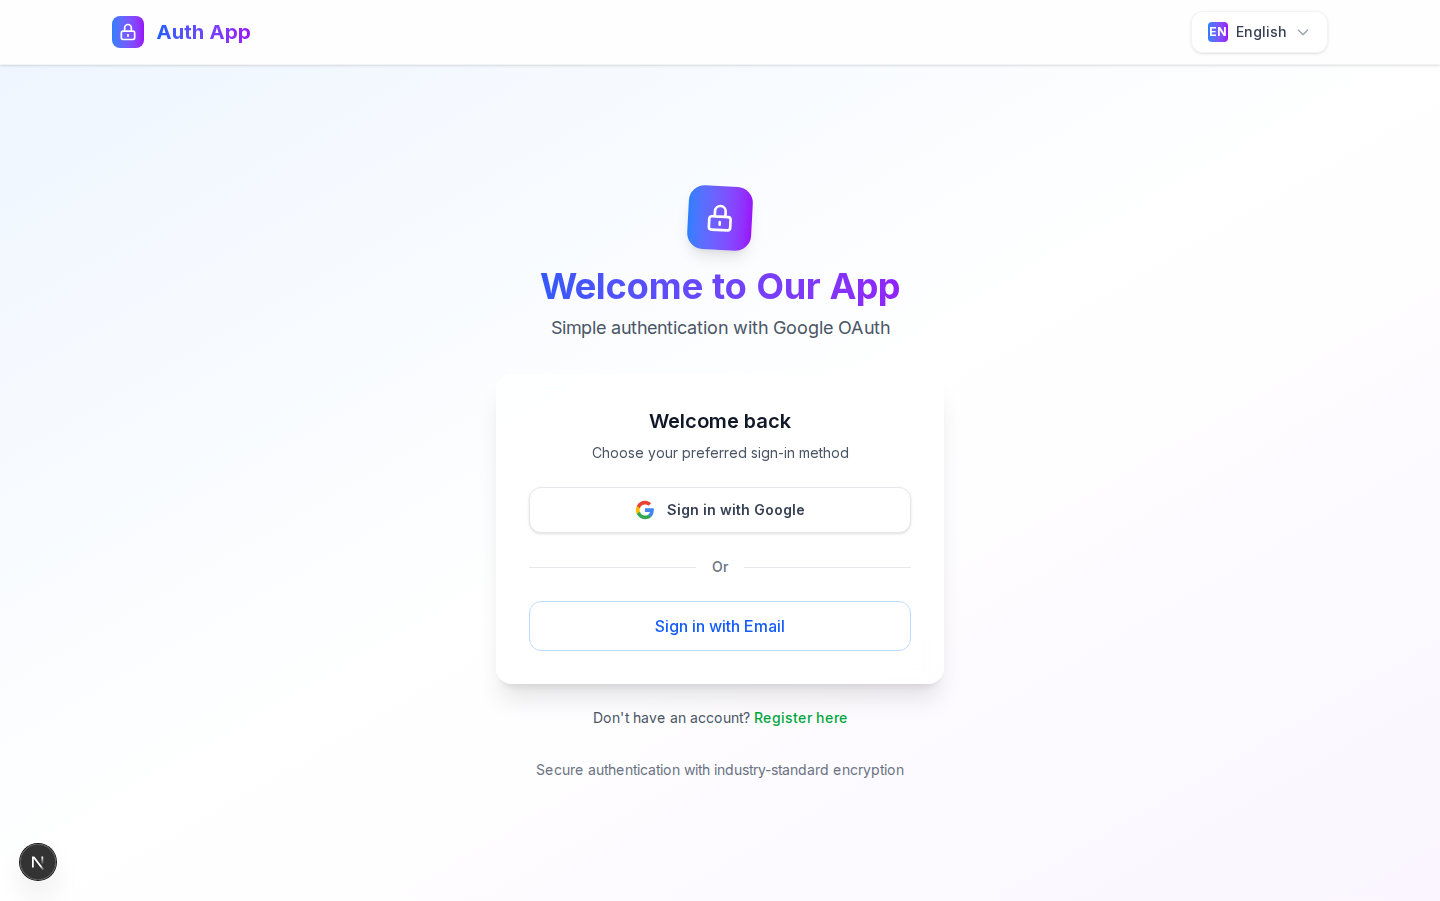 Auth App
EN English
Welcome to Our App
Simple authentication with Google OAuth
Welcome back
Choose your preferred sign-in method
Sign in with Google
Or
Sign in with Email
Don't have an account? Register here
Secure authentication with industry-standard encryption
N